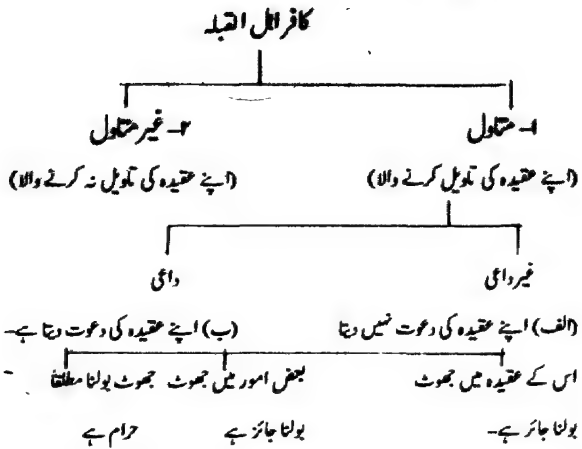 کافر اہل القبلہ
۱- متاول ۲- غیر متاول
(اپنے عقیدہ کی تاویل کرنے والا) (اپنے عقیدہ کی تاویل نہ کرنے والا)
غیر داعی داعی
(الف) اپنے عقیدہ کی دعوت نہیں دیتا (ب) اپنے عقیدہ کی دعوت دیتا ہے-
اس کے عقیدہ میں جھوٹ بعض امور میں جھوٹ جھوٹ بولنا مطلقاً
بولنا جائز ہے- بولنا جائز ہے حرام ہے